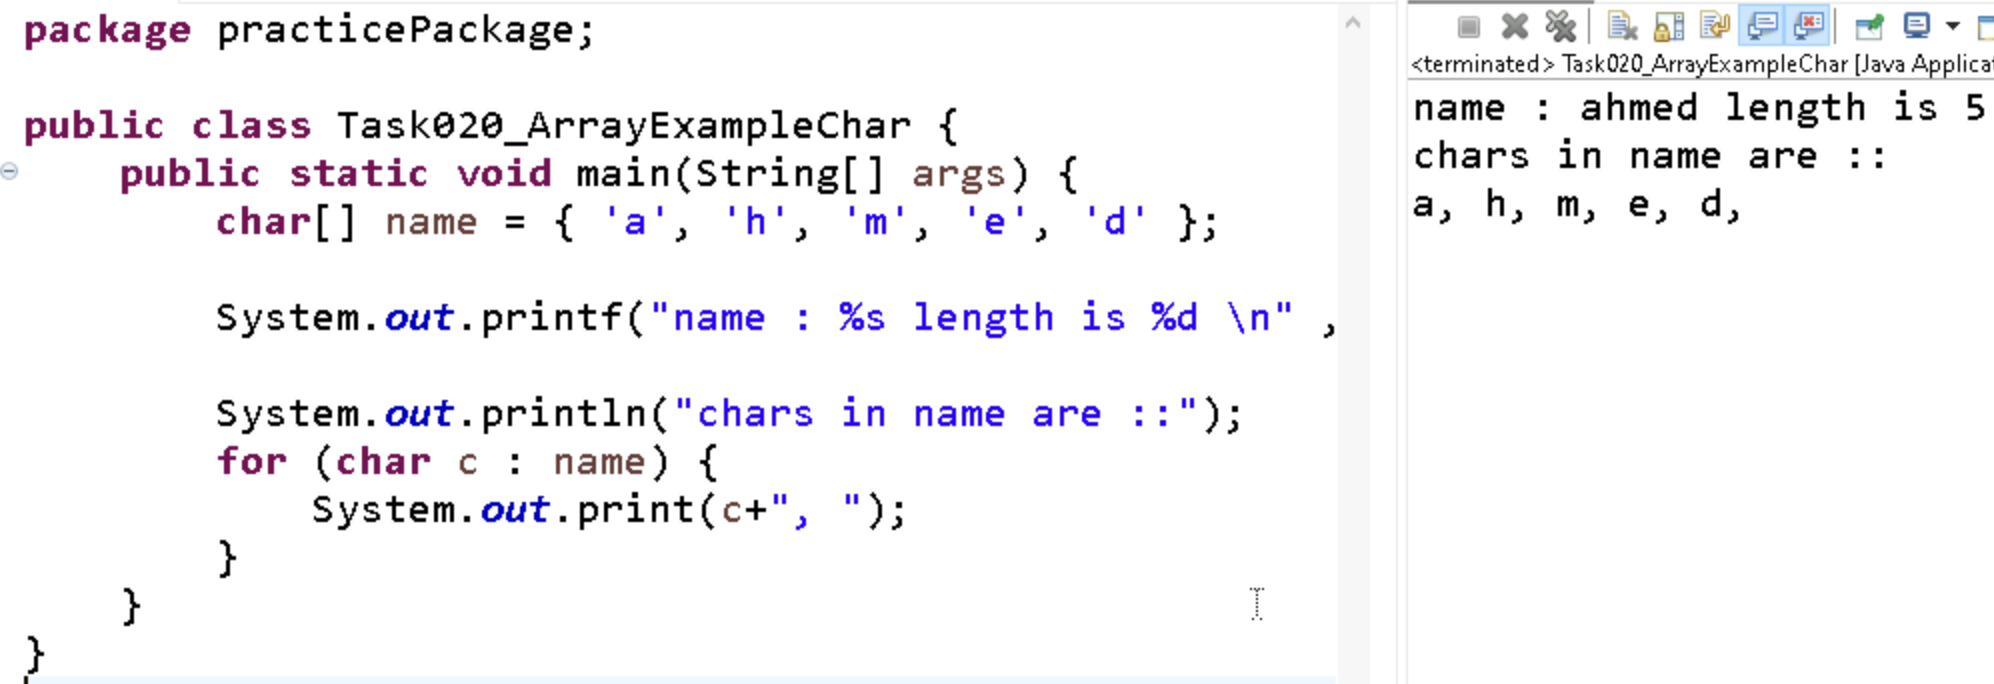 package practicePackage;
public class Task020_ArrayExampleChar {
public static void main(String[] args) {
char[] name = { 'a', 'h', 'm', 'e', 'd' };
System.out.printf("name : %s length is %d \n" ,
System.out.println("chars in name are ::");
for (char c : name) {
System.out.print(c+", ");
}
}
}
<terminated> Task020_ArrayExampleChar [Java Applicat
name : ahmed length is 5
chars in name are ::
a, h, m, e, d,